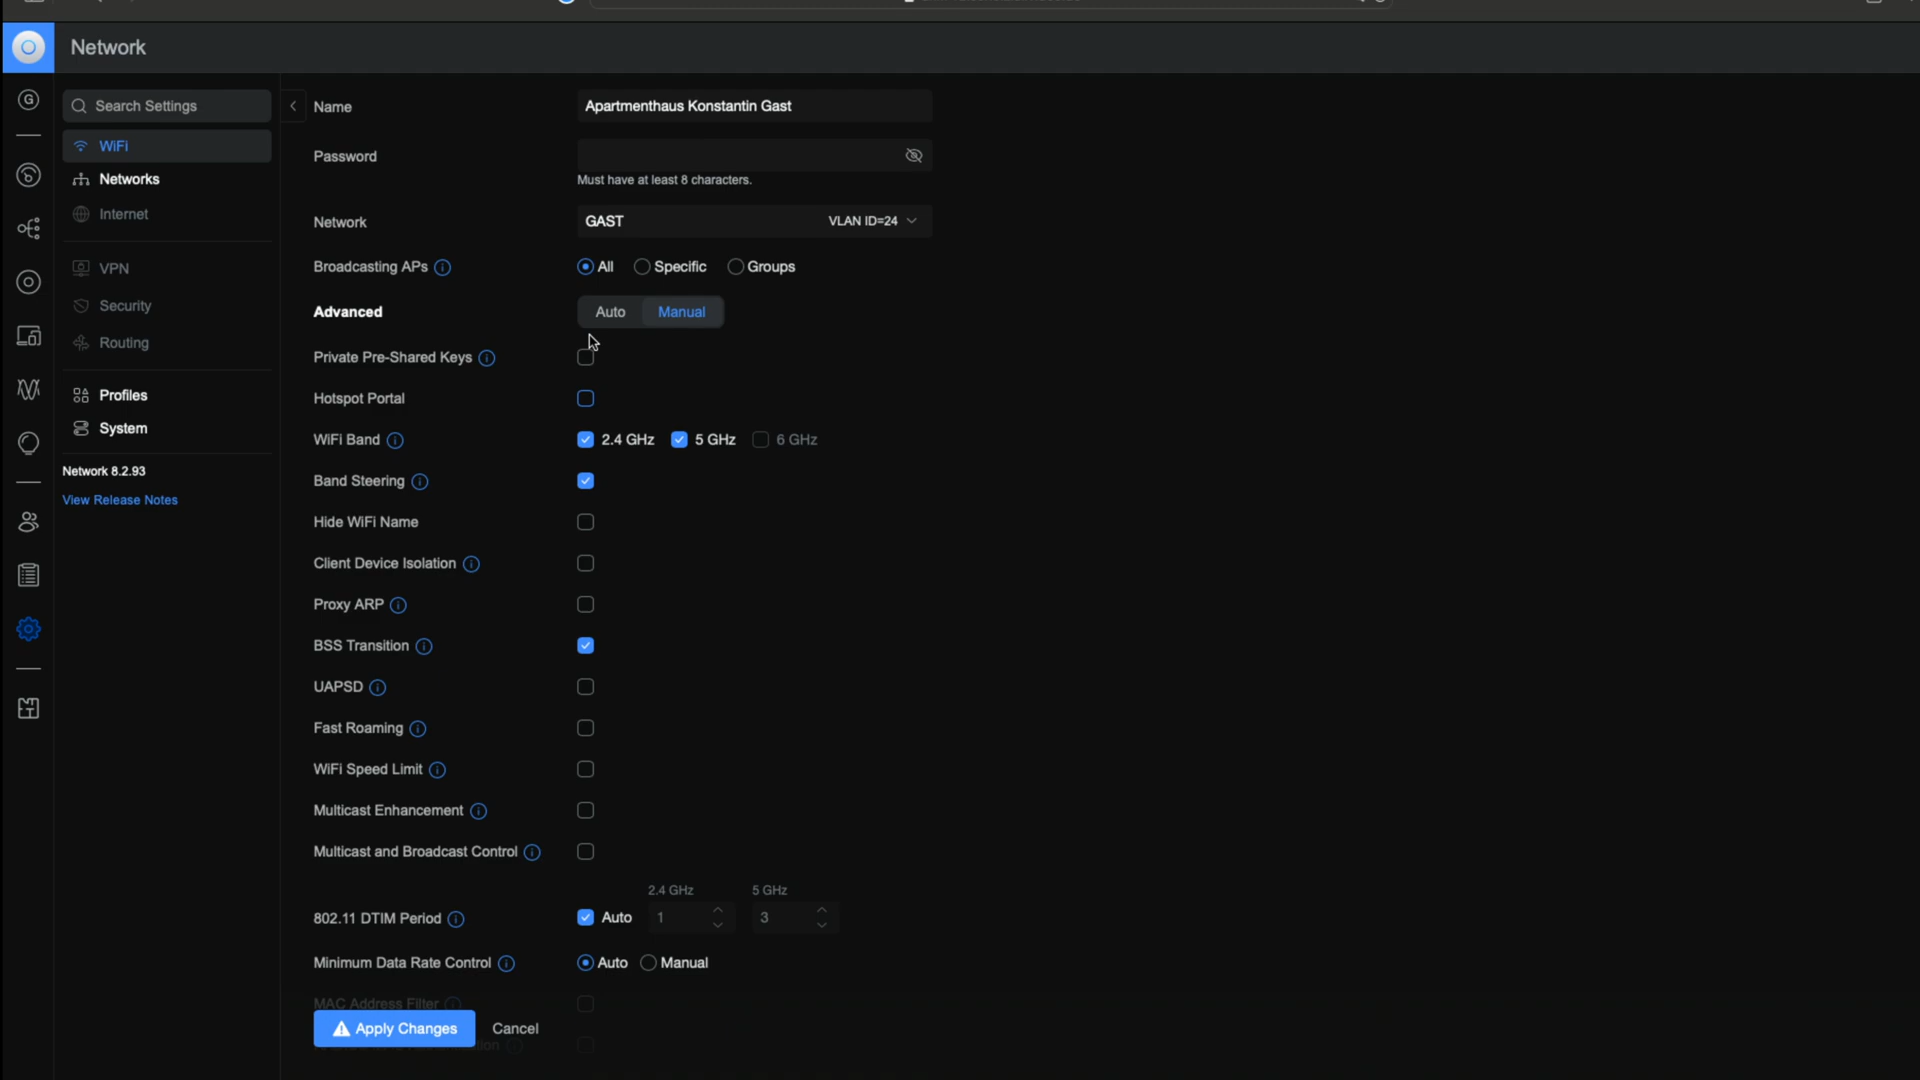 Network
G
Search Settings
WiFi
Networks
Internet
VPN
Security
Routing
Profiles
System
Network 8.2.93
View Release Notes
Name
Apartmenthaus Konstantin Gast
Password
Must have at least 8 characters.
Network
GAST VLAN ID=24
Broadcasting APs
All Specific Groups
Advanced
Auto Manual
Private Pre-Shared Keys
Hotspot Portal
WiFi Band
2.4 GHz 5 GHz 6 GHz
Band Steering
Hide WiFi Name
Client Device Isolation
Proxy ARP
BSS Transition
UAPSD
Fast Roaming
WiFi Speed Limit
Multicast Enhancement
Multicast and Broadcast Control
2.4 GHz 5 GHz
802.11 DTIM Period
Auto 1 3
Minimum Data Rate Control
Auto Manual
MAC Address Filter
Apply Changes Cancel